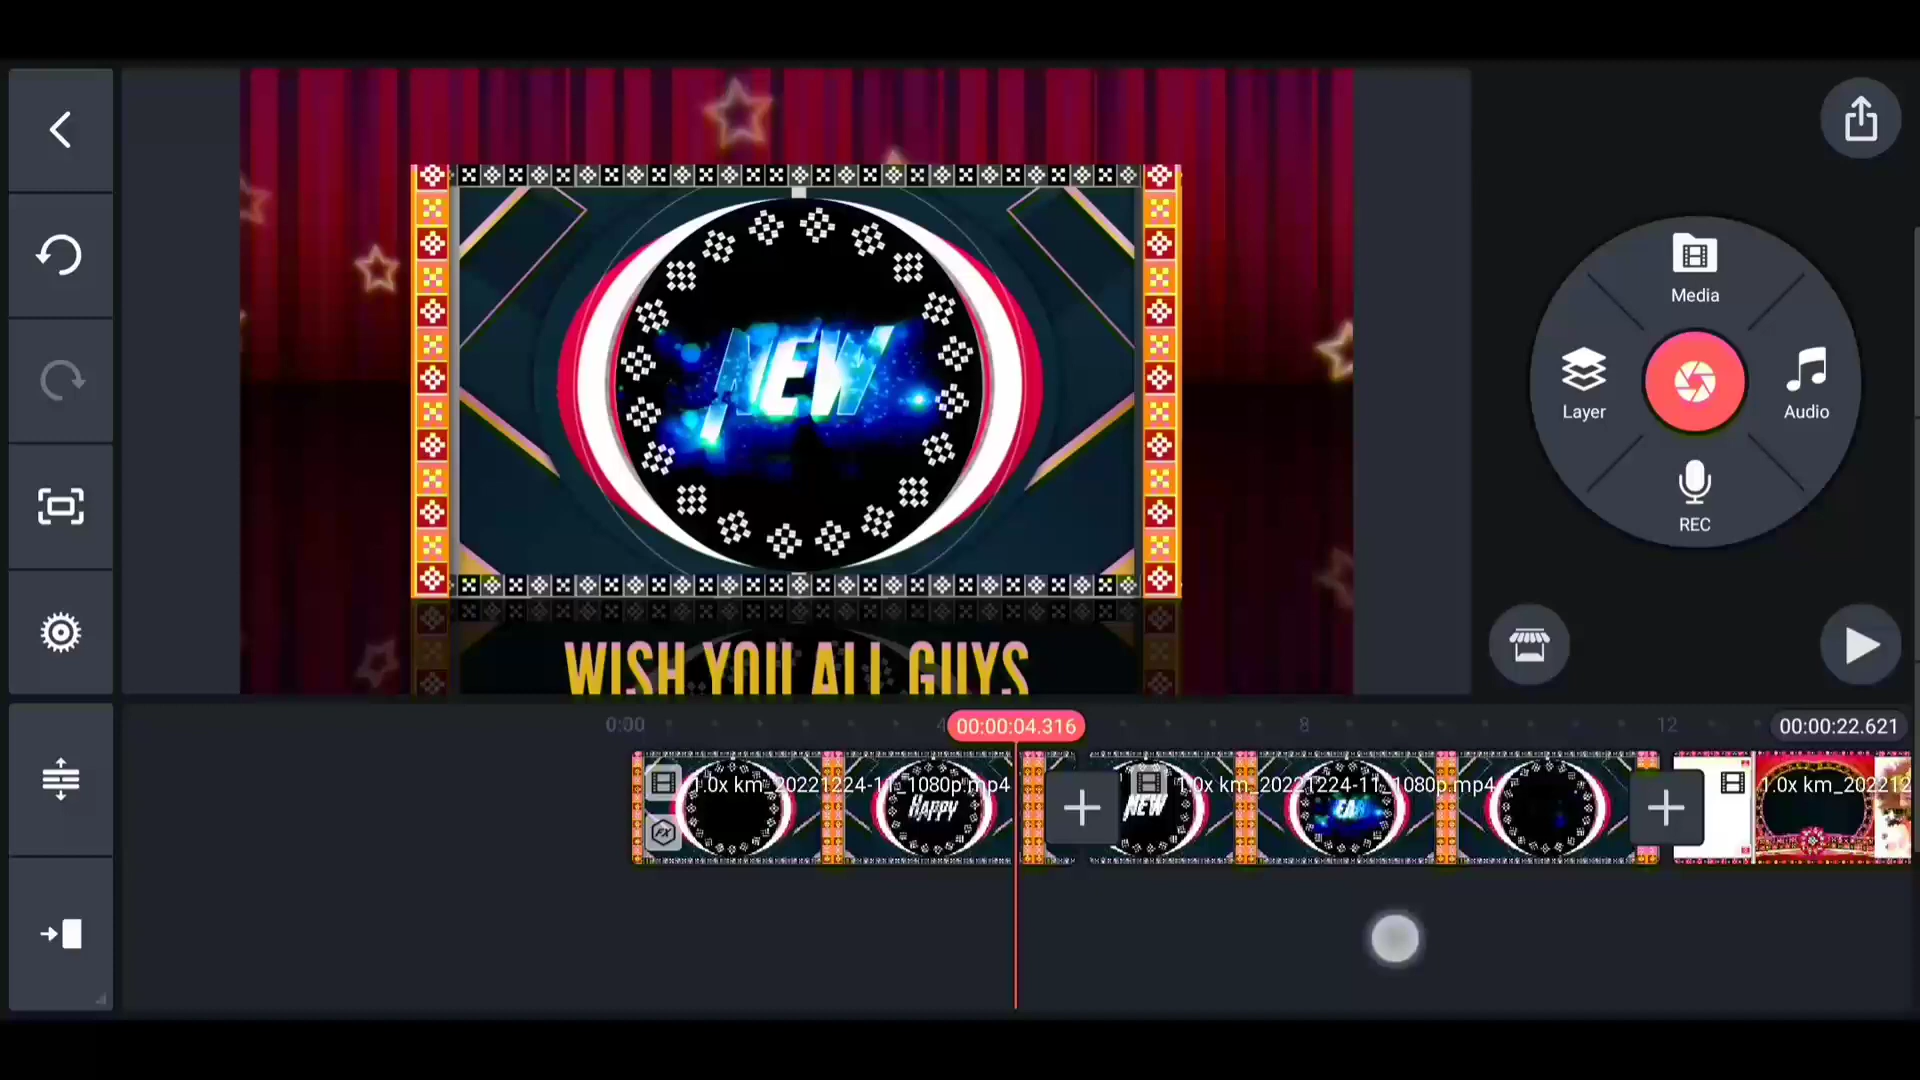 Media
NEW
Layer
Audio
REC
WISH YOU ALL GUYS
0:00
4
00:00:04.316
8
12
00:00:22.621
1.0x km_20221224-11_1080p.mp4
1.0x km_20221224-11_1080p.mp4
1.0x km_202212
HAPPY
NEW